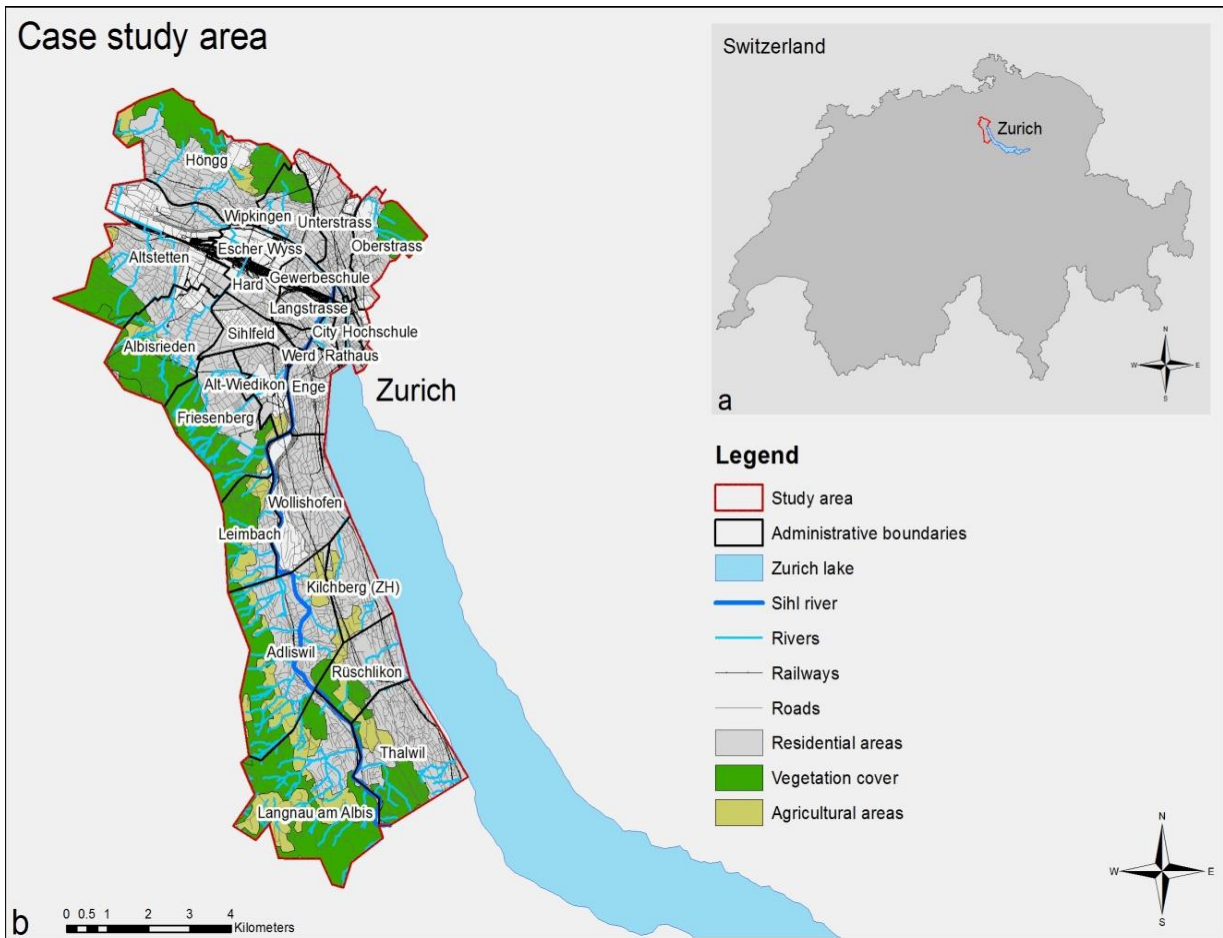 Case study area
Switzerland
Zurich
N
W E
S
a
Höngg
Wipkingen
Unterstrass
Escher Wyss
Oberstrass
Altstetten
Gewerbeschule
Hard
Langstrasse
Sihlfeld
City Hochschule
Albisrieden
Werd Rathaus
Alt-Wiedikon
Enge
Zurich
Friesenberg
Wollishofen
Leimbach
Kilchberg (ZH)
Adliswil
Rüschlikon
Thalwil
Langnau am Albis
Legend
Study area
Administrative boundaries
Zurich lake
Sihl river
Rivers
Railways
Roads
Residential areas
Vegetation cover
Agricultural areas
N
W E
S
b
0 0.5 1 2 3 4
Kilometers